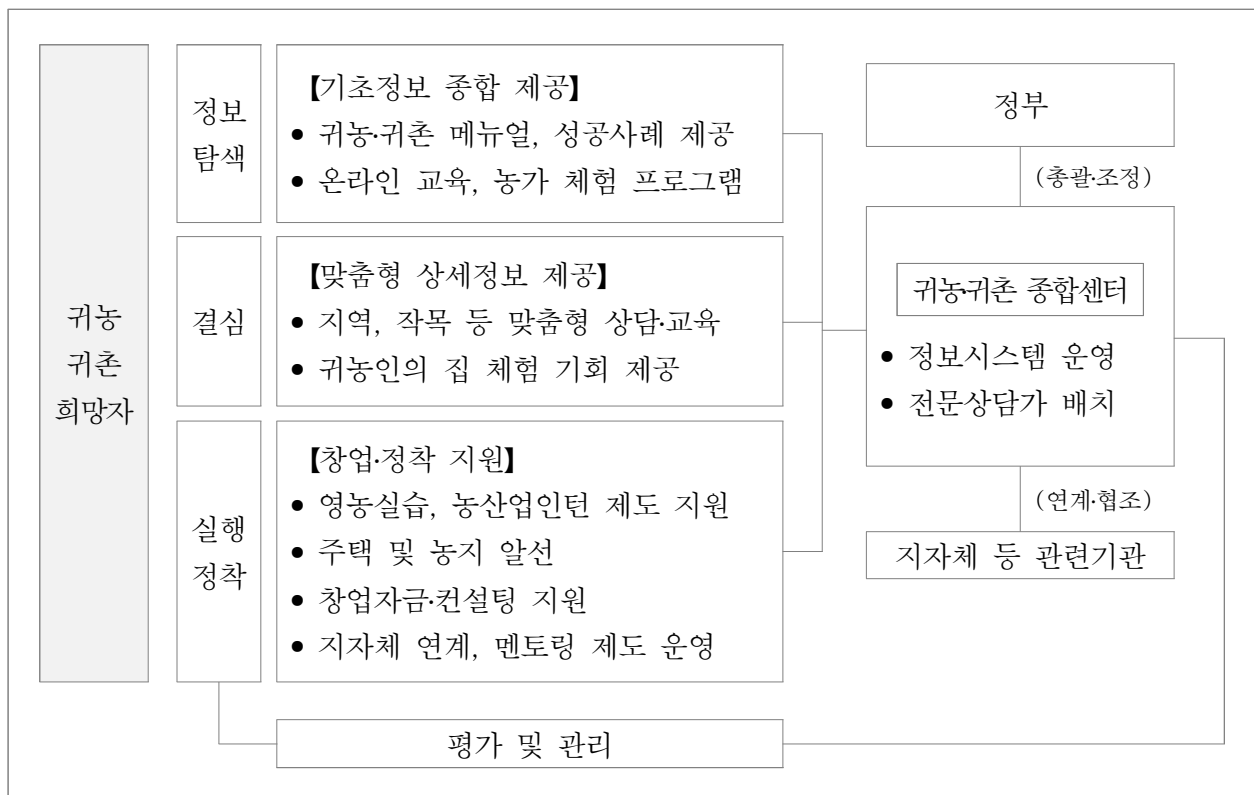 귀농
귀촌
희망자
정보
탐색
【기초정보 종합 제공】
● 귀농·귀촌 메뉴얼, 성공사례 제공
● 온라인 교육, 농가 체험 프로그램
결심
【맞춤형 상세정보 제공】
● 지역, 작목 등 맞춤형 상담·교육
● 귀농인의 집 체험 기회 제공
실행
정착
【창업·정착 지원】
● 영농실습, 농산업인턴 제도 지원
● 주택 및 농지 알선
● 창업자금·컨설팅 지원
● 지자체 연계, 멘토링 제도 운영
평가 및 관리
정부
(총괄·조정)
귀농·귀촌 종합센터
● 정보시스템 운영
● 전문상담가 배치
(연계·협조)
지자체 등 관련기관